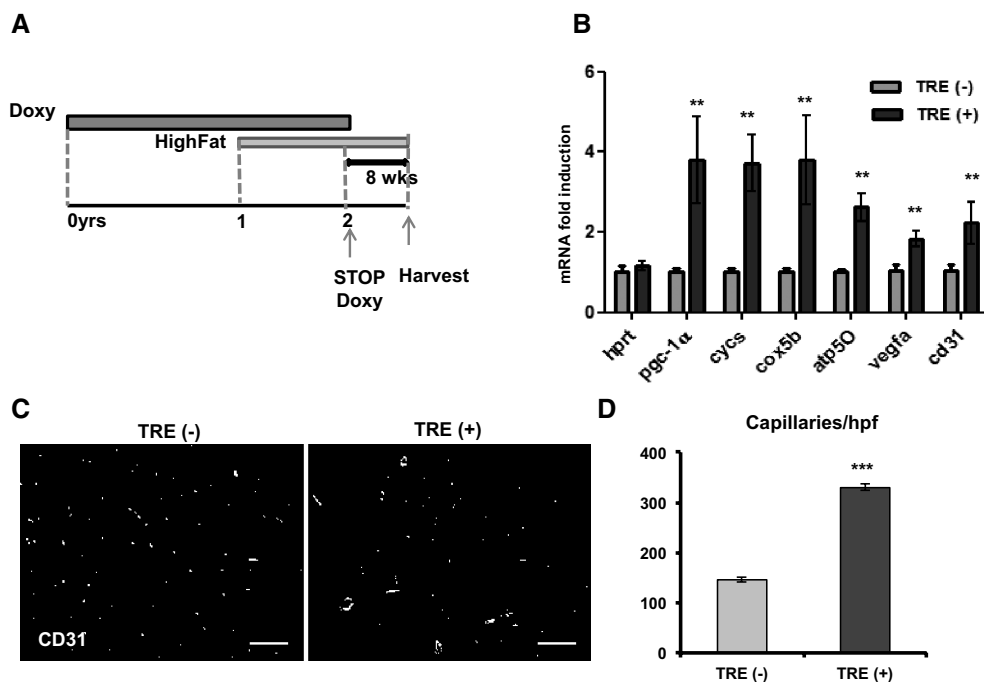 A
Doxy
HighFat
8 wks
0yrs 1 2
STOP
Doxy
Harvest
B
mRNA fold induction
6
4
2
0
TRE (-)
TRE (+)
** ** ** ** ** **
hprt pgc-1α cycs cox5b atp5O vegfa cd31
C
TRE (-) TRE (+)
CD31
D
Capillaries/hpf
400
300
200
100
0
***
TRE (-) TRE (+)